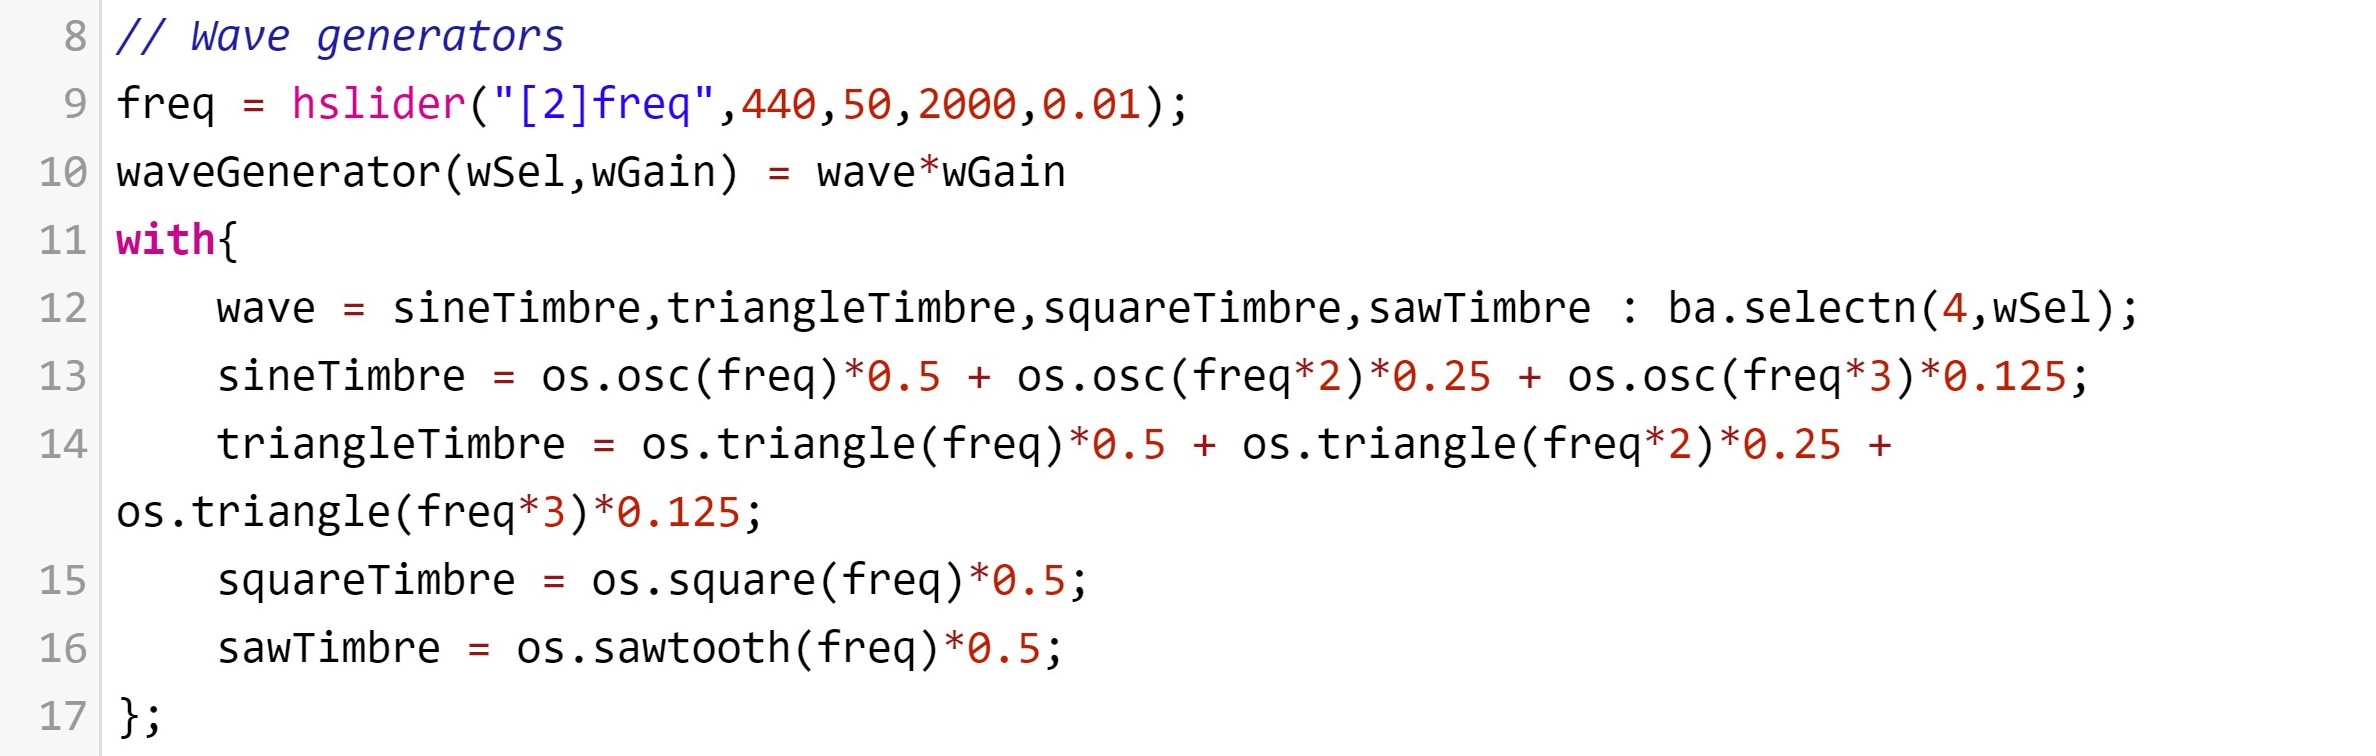 8 // Wave generators
9 freq = hslider("[2]freq",440,50,2000,0.01);
10 waveGenerator(wSel,wGain) = wave*wGain
11 with{
12     wave = sineTimbre,triangleTimbre,squareTimbre,sawTimbre : ba.selectn(4,wSel);
13     sineTimbre = os.osc(freq)*0.5 + os.osc(freq*2)*0.25 + os.osc(freq*3)*0.125;
14     triangleTimbre = os.triangle(freq)*0.5 + os.triangle(freq*2)*0.25 +
os.triangle(freq*3)*0.125;
15     squareTimbre = os.square(freq)*0.5;
16     sawTimbre = os.sawtooth(freq)*0.5;
17 };